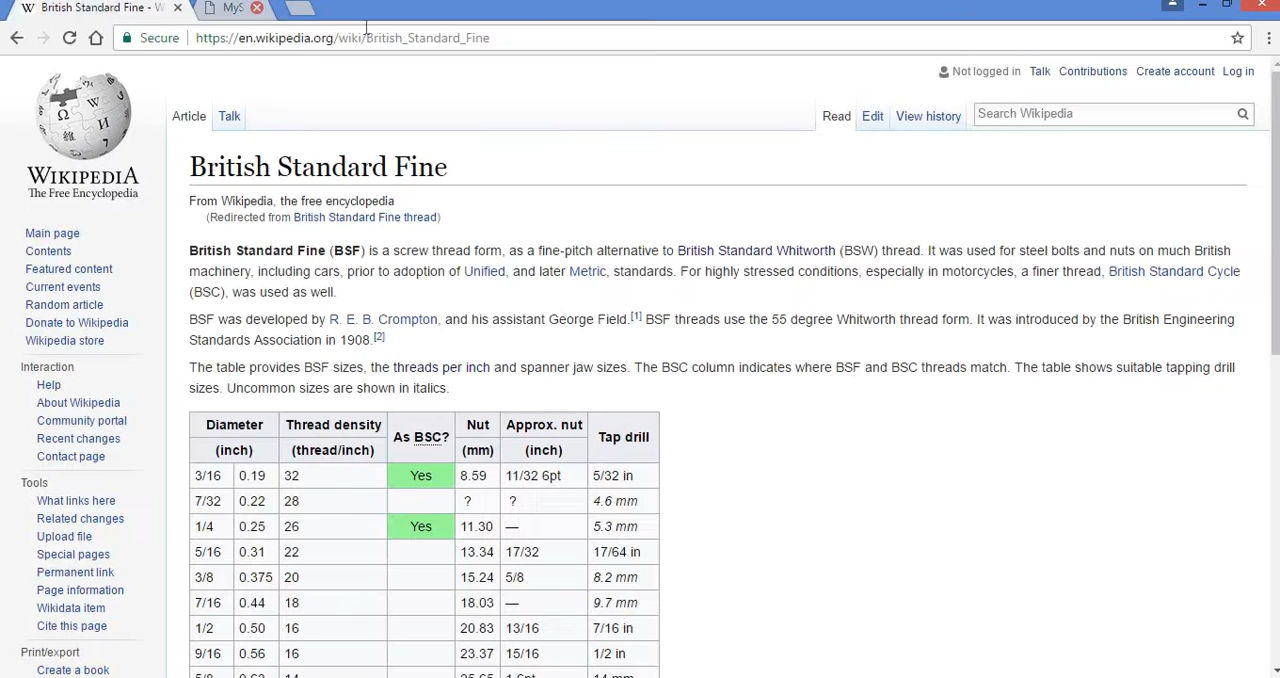 British Standard Fine - W
MyS
Secure
https://en.wikipedia.org/wiki/British_Standard_Fine
Not logged in Talk Contributions Create account Log in
Article Talk Read Edit View history Search Wikipedia
WIKIPEDIA
The Free Encyclopedia
Main page
Contents
Featured content
Current events
Random article
Donate to Wikipedia
Wikipedia store
Interaction
Help
About Wikipedia
Community portal
Recent changes
Contact page
Tools
What links here
Related changes
Upload file
Special pages
Permanent link
Page information
Wikidata item
Cite this page
Print/export
Create a book
British Standard Fine
From Wikipedia, the free encyclopedia
(Redirected from British Standard Fine thread)
British Standard Fine (BSF) is a screw thread form, as a fine-pitch alternative to British Standard Whitworth (BSW) thread. It was used for steel bolts and nuts on much British
machinery, including cars, prior to adoption of Unified, and later Metric, standards. For highly stressed conditions, especially in motorcycles, a finer thread, British Standard Cycle
(BSC), was used as well.
BSF was developed by R. E. B. Crompton, and his assistant George Field.[1] BSF threads use the 55 degree Whitworth thread form. It was introduced by the British Engineering
Standards Association in 1908.[2]
The table provides BSF sizes, the threads per inch and spanner jaw sizes. The BSC column indicates where BSF and BSC threads match. The table shows suitable tapping drill
sizes. Uncommon sizes are shown in italics.
Diameter Thread density As BSC? Nut Approx. nut Tap drill
(inch) (thread/inch) (mm) (inch)
3/16 0.19 32 Yes 8.59 11/32 6pt 5/32 in
7/32 0.22 28 ? ? 4.6 mm
1/4 0.25 26 Yes 11.30 — 5.3 mm
5/16 0.31 22 13.34 17/32 17/64 in
3/8 0.375 20 15.24 5/8 8.2 mm
7/16 0.44 18 18.03 — 9.7 mm
1/2 0.50 16 20.83 13/16 7/16 in
9/16 0.56 16 23.37 15/16 1/2 in